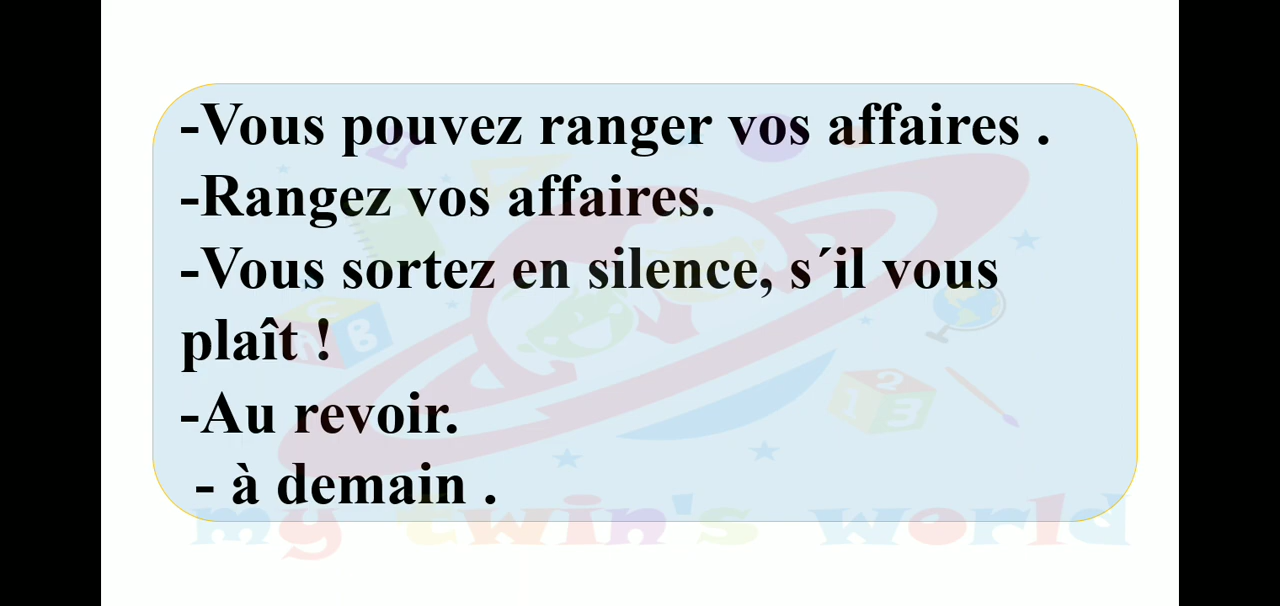 -Vous pouvez ranger vos affaires .
-Rangez vos affaires.
-Vous sortez en silence, s´il vous
plaît !
-Au revoir.
- à demain .
my twin's world